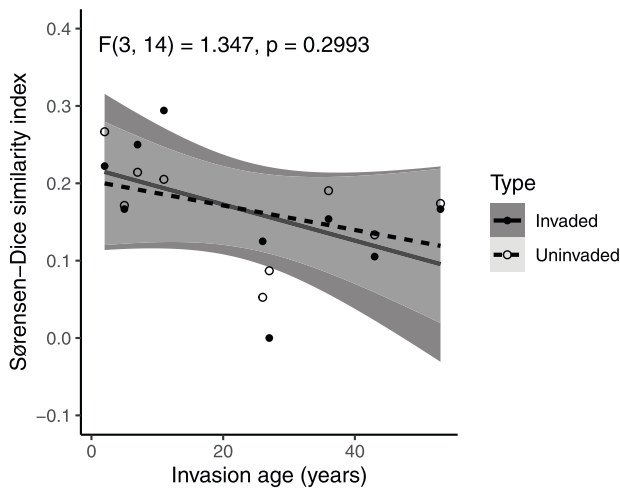 F(3, 14) = 1.347, p = 0.2993
Sørensen−Dice similarity index
0.4
0.3
0.2
0.1
0.0
−0.1
0
20
40
Invasion age (years)
Type
Invaded
Uninvaded